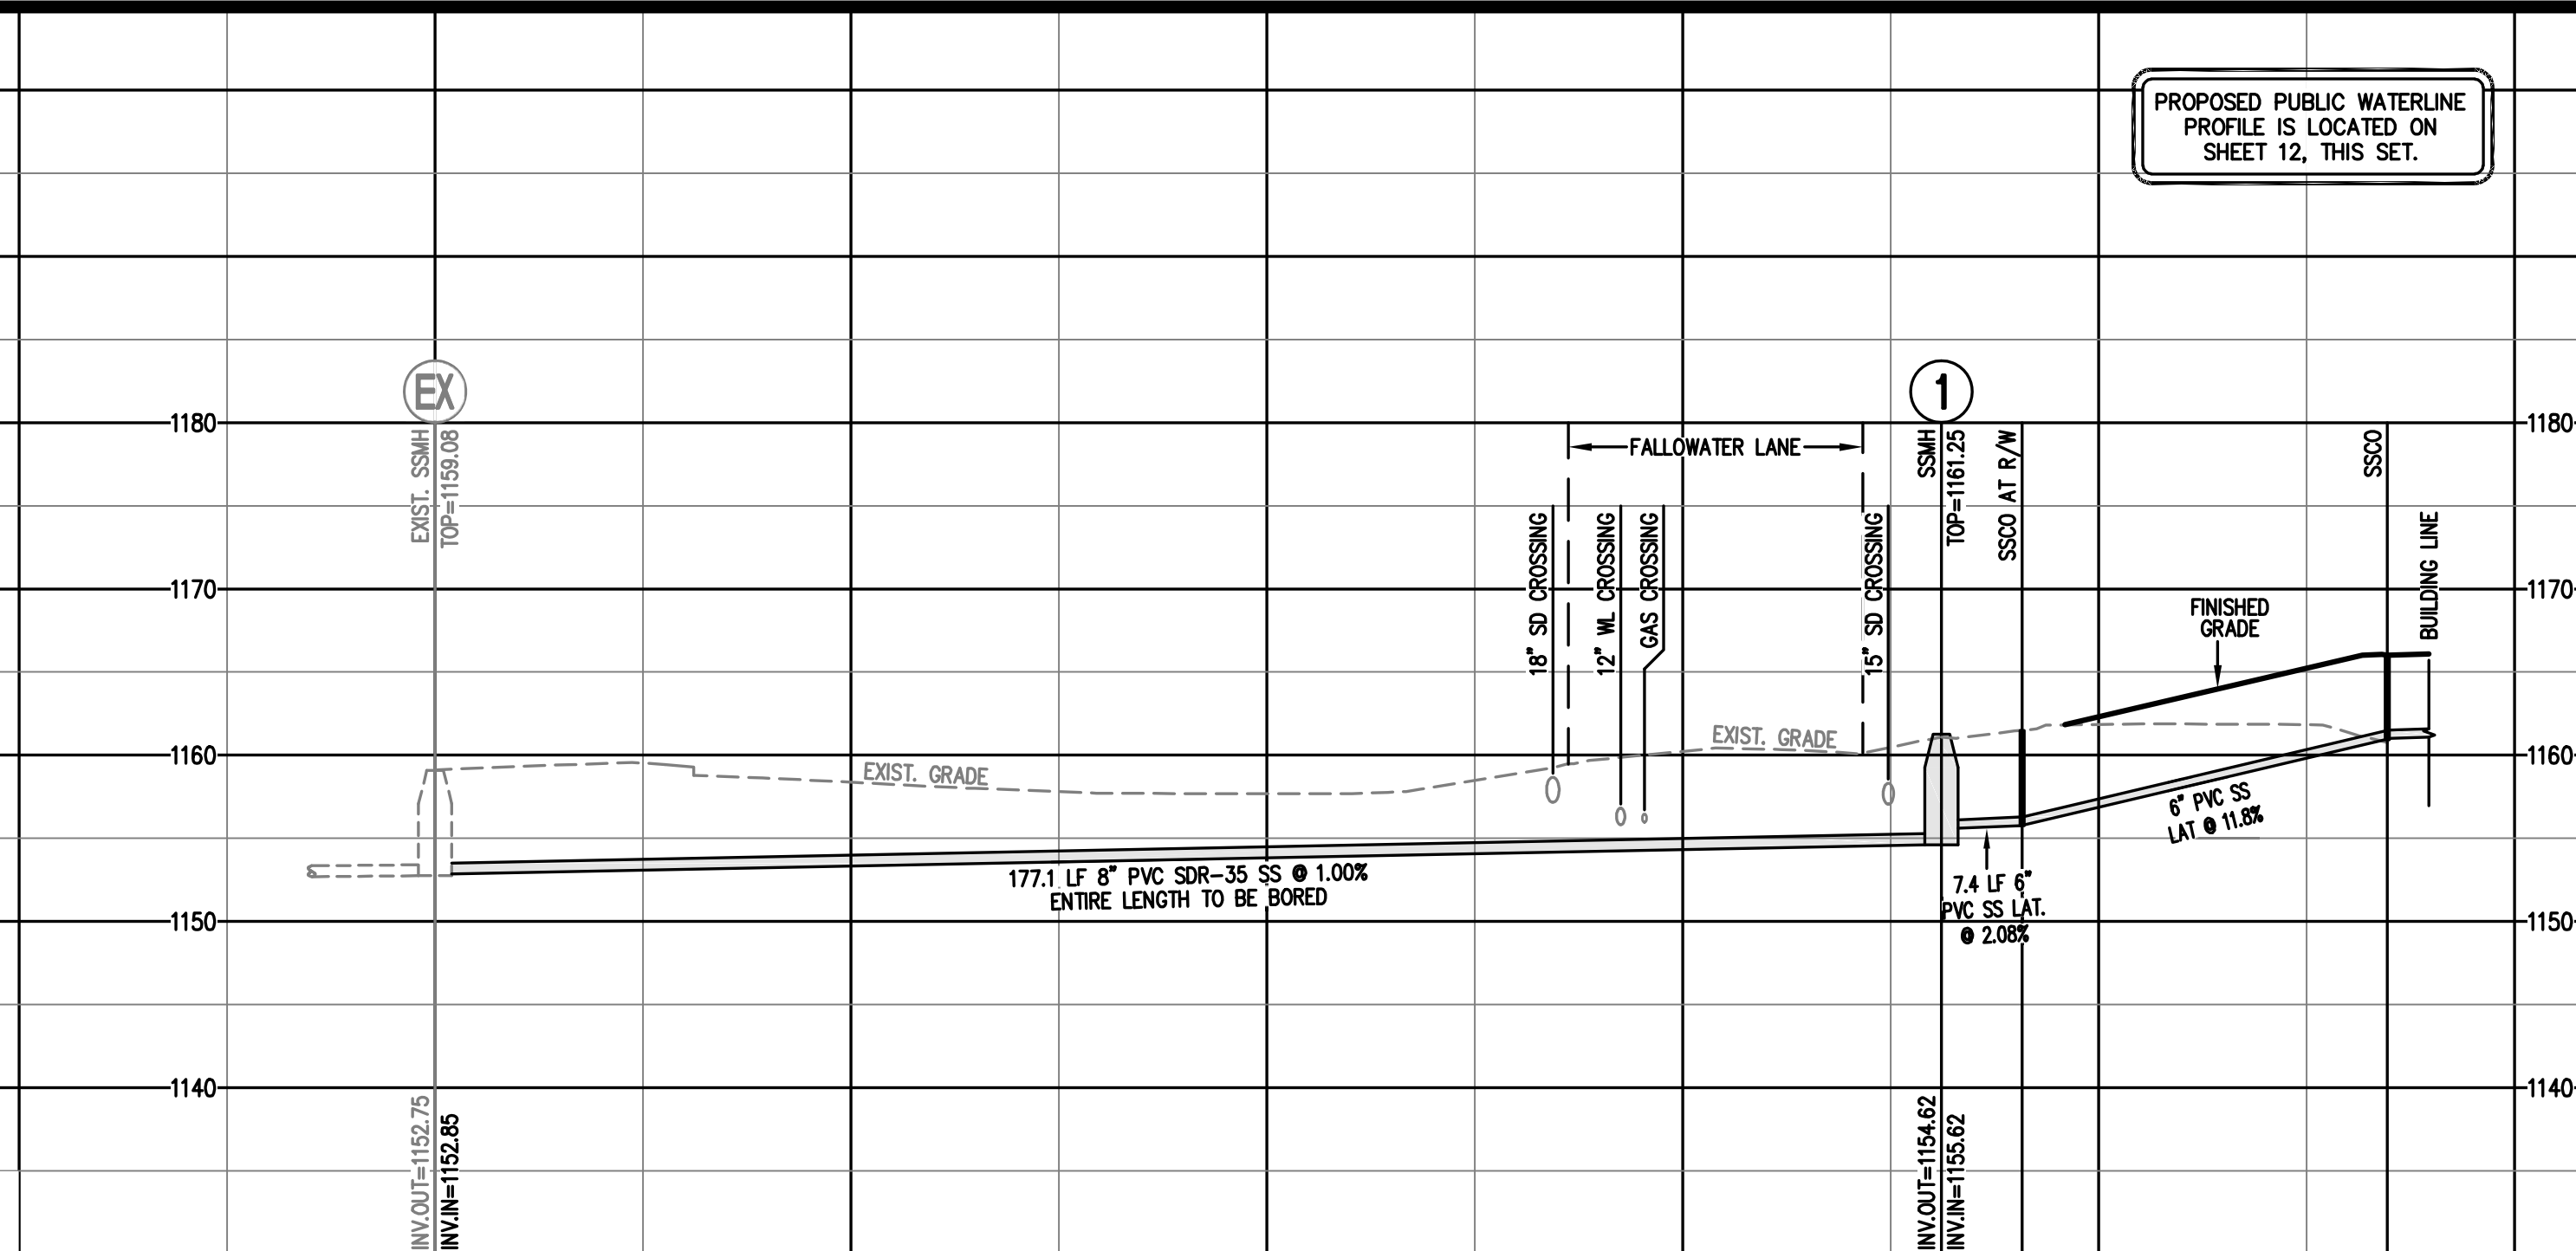 PROPOSED PUBLIC WATERLINE
PROFILE IS LOCATED ON
SHEET 12, THIS SET.
EX
1
1180
1180
EXIST. SSMH
TOP=1159.08
FALLOWATER LANE
SSMH
TOP=1161.25
SSCO AT R/W
SSCO
18" SD CROSSING
12" WL CROSSING
GAS CROSSING
15" SD CROSSING
BUILDING LINE
1170
1170
FINISHED
GRADE
1160
1160
EXIST. GRADE
EXIST. GRADE
6" PVC SS
LAT @ 11.8%
177.1 LF 8" PVC SDR-35 SS @ 1.00%
ENTIRE LENGTH TO BE BORED
7.4 LF 6"
PVC SS LAT.
@ 2.08%
1150
1150
1140
1140
INV.OUT=1152.75
INV.IN=1152.85
INV.OUT=1154.62
INV.IN=1155.62